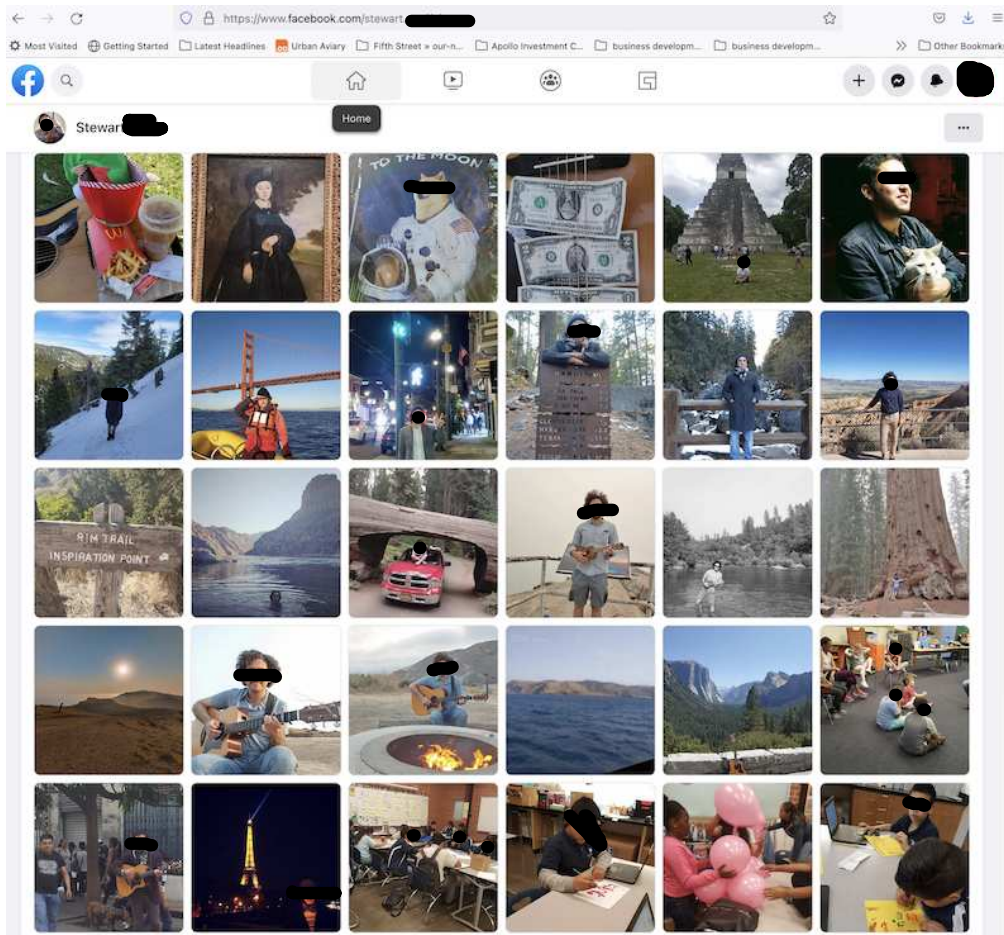 https://www.facebook.com/stewart.
Most Visited Getting Started Latest Headlines Urban Aviary Fifth Street » our-n... Apollo Investment C... business developm... business developm... Other Bookmark
Home
Stewar
TO THE MOON
RIM TRAIL
INSPIRATION POINT